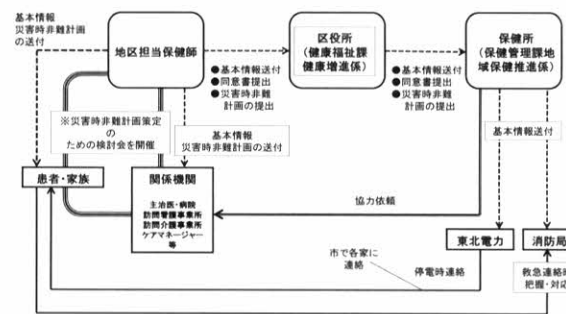 基本情報
災害時非難計画
の送付
地区担当保健師
区役所
(健康福祉課
健康増進係)
保健所
(保健管理課地
域保健推進係)
●基本情報送付
●同意書提出
●災害時非難
計画の提出
●基本情報送付
●同意書提出
●災害時非難
計画の提出
※災害時非難計画策定
の
ための検討会を開催
基本情報
災害時非難計画の送付
基本情報送付
患者・家族
関係機関
主治医・病院
訪問看護事業所
訪問介護事業所
ケアマネージャー
等
協力依頼
東北電力
消防局
市で各家に
連絡
停電時連絡
救急連絡時
把握・対応